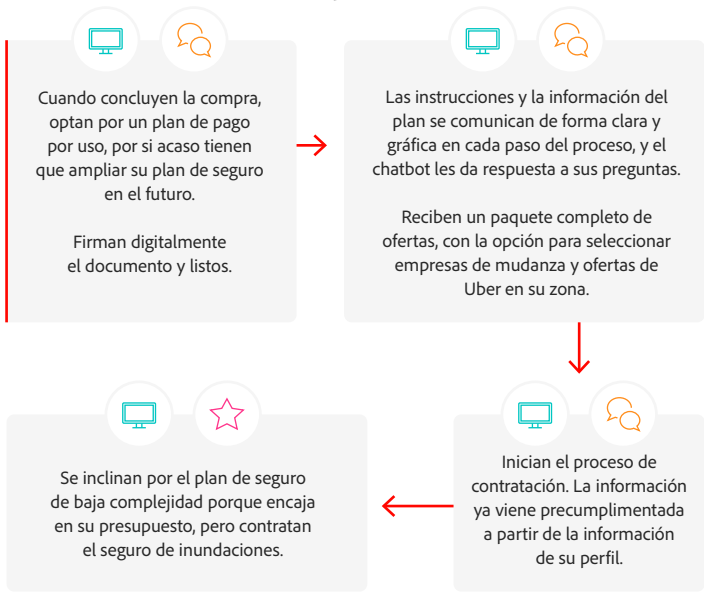 Cuando concluyen la compra,
optan por un plan de pago
por uso, por si acaso tienen
que ampliar su plan de seguro
en el futuro.
Firman digitalmente
el documento y listos.
Las instrucciones y la información del
plan se comunican de forma clara y
gráfica en cada paso del proceso, y el
chatbot les da respuesta a sus preguntas.
Reciben un paquete completo de
ofertas, con la opción para seleccionar
empresas de mudanza y ofertas de
Uber en su zona.
Inician el proceso de
contratación. La información
ya viene precumplimentada
a partir de la información
de su perfil.
Se inclinan por el plan de seguro
de baja complejidad porque encaja
en su presupuesto, pero contratan
el seguro de inundaciones.